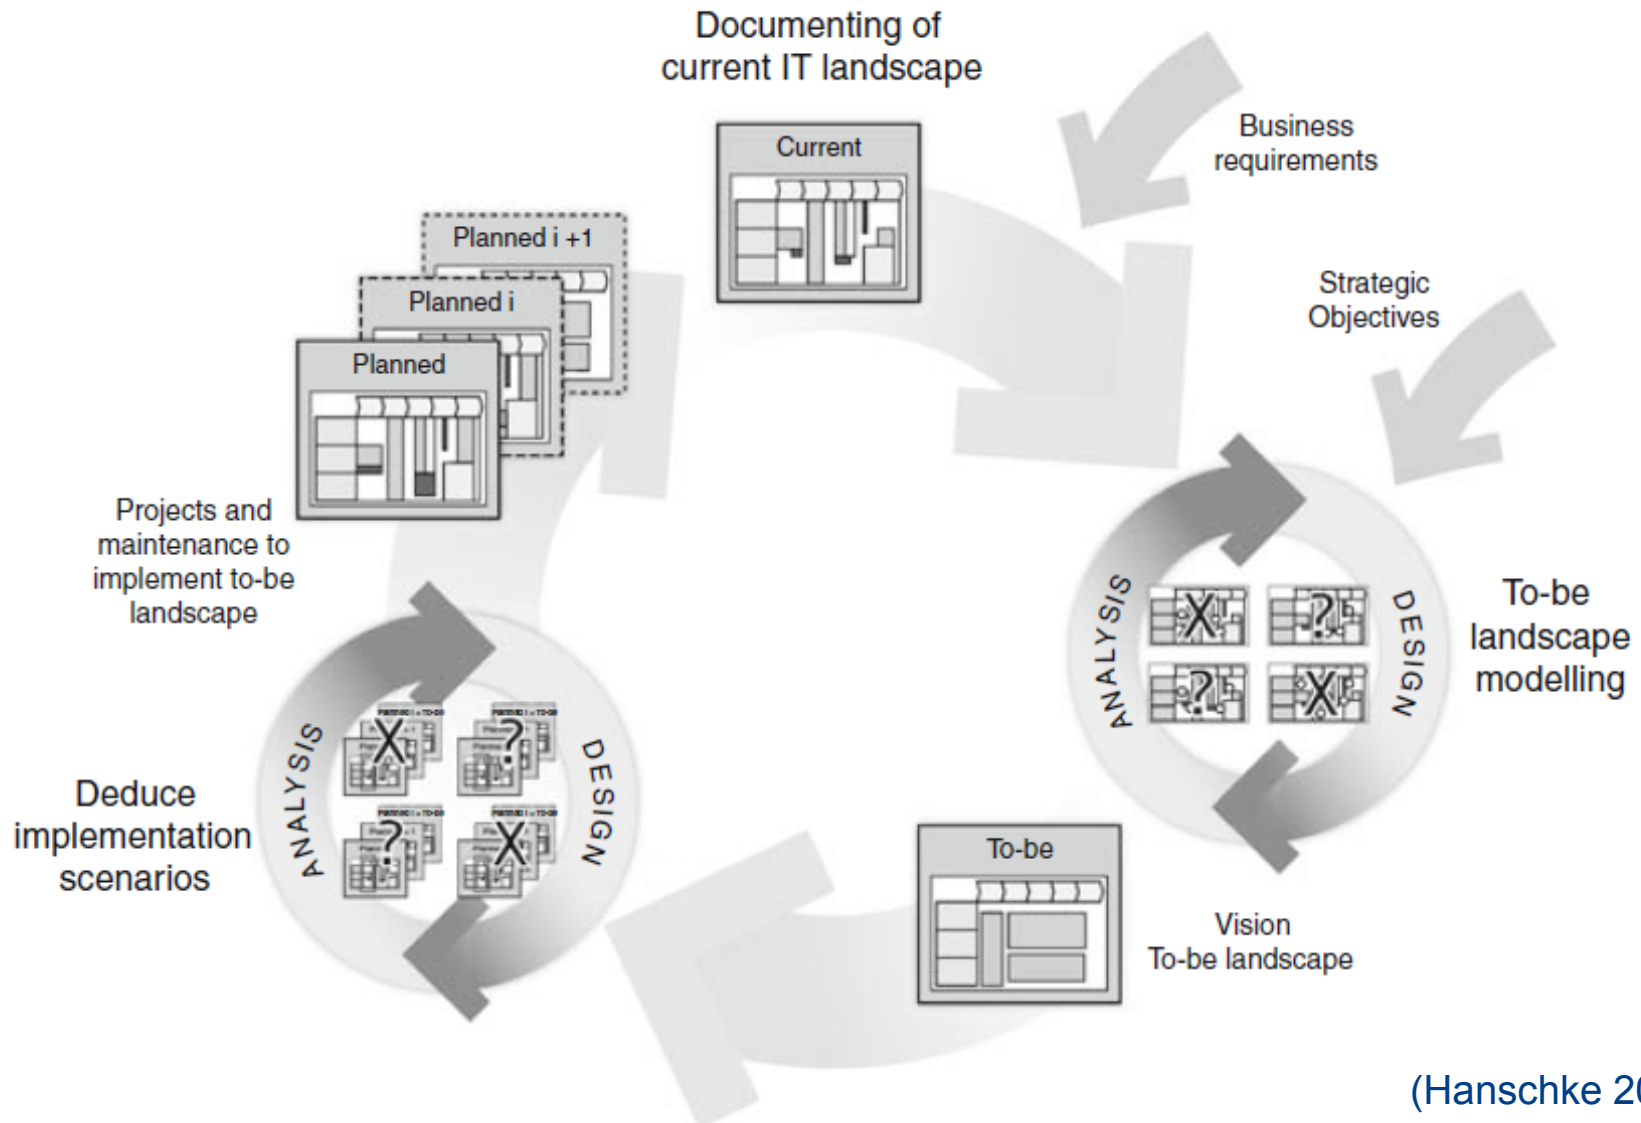 Documenting of
current IT landscape
Current
Business
requirements
Strategic
Objectives
Planned i +1
Planned i
Planned
Projects and
maintenance to
implement to-be
landscape
ANALYSIS
DESIGN
X
?
?
X
To-be
landscape
modelling
To-be
Vision
To-be landscape
Deduce
implementation
scenarios
ANALYSIS
DESIGN
X
?
?
X
(Hanschke 20